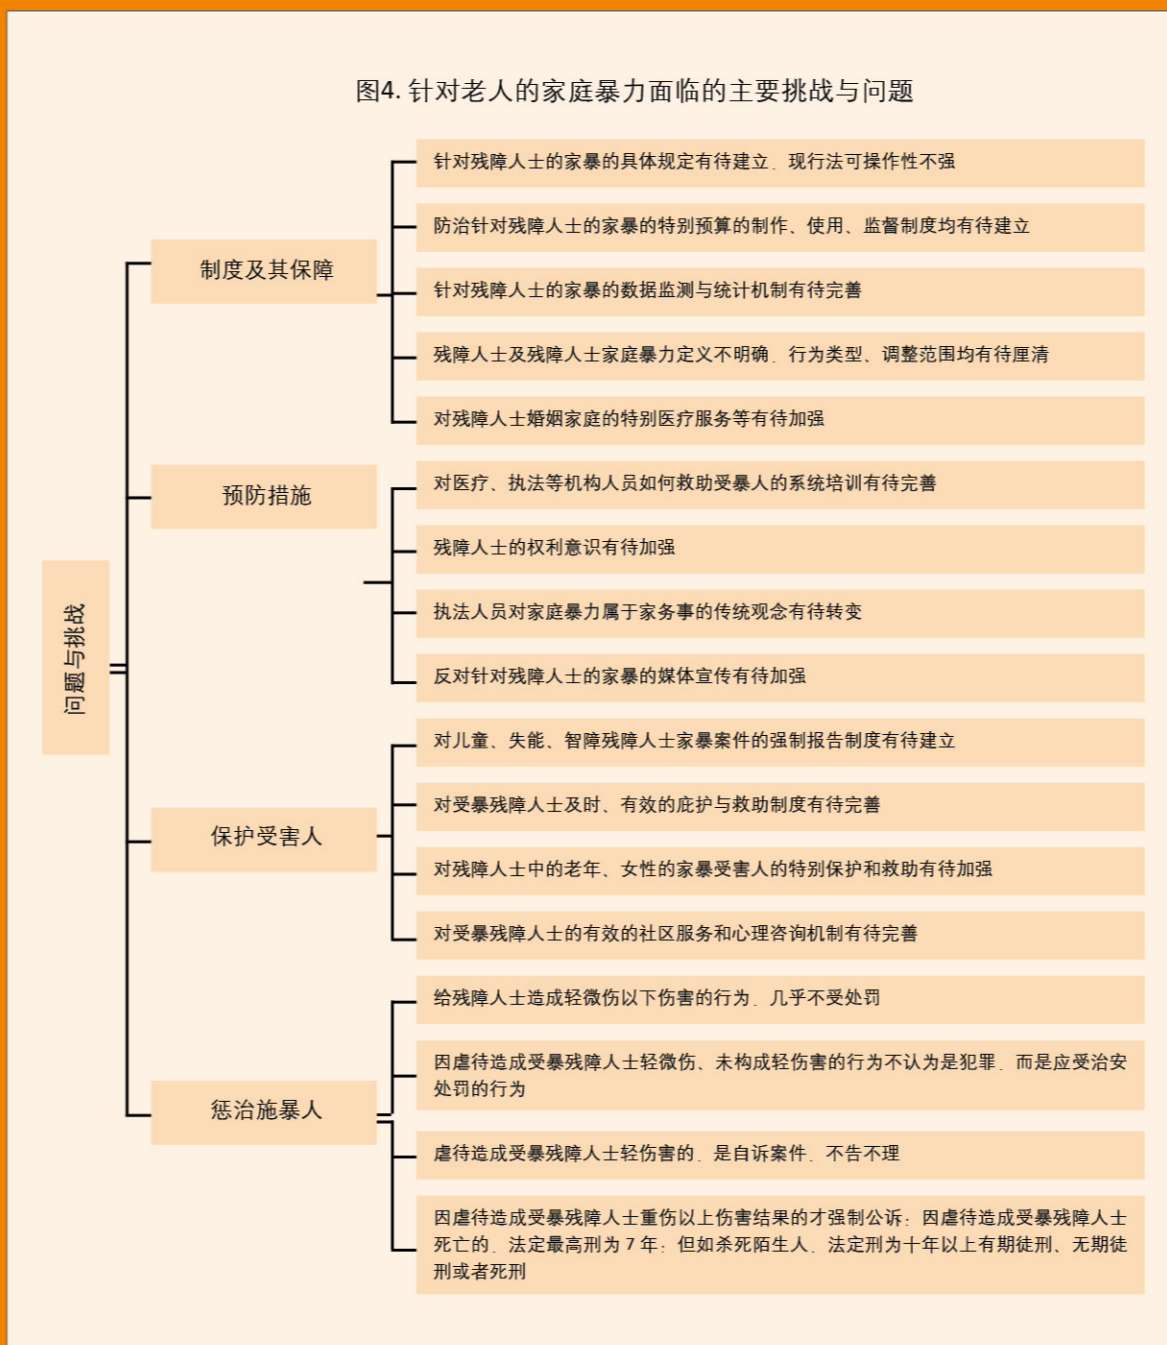 图4. 针对老人的家庭暴力面临的主要挑战与问题
问题与挑战
制度及其保障
针对残障人士的家暴的具体规定有待建立，现行法可操作性不强
防治针对残障人士的家暴的特别预算的制作、使用、监督制度均有待建立
针对残障人士的家暴的数据监测与统计机制有待完善
残障人士及残障人士家庭暴力定义不明确，行为类型、调整范围均有待厘清
对残障人士婚姻家庭的特别医疗服务等有待加强
预防措施
对医疗、执法等机构人员如何救助受暴人的系统培训有待完善
残障人士的权利意识有待加强
执法人员对家庭暴力属于家务事的传统观念有待转变
反对针对残障人士的家暴的媒体宣传有待加强
保护受害人
对儿童、失能、智障残障人士家暴案件的强制报告制度有待建立
对受暴残障人士及时、有效的庇护与救助制度有待完善
对残障人士中的老年、女性的家暴受害人的特别保护和救助有待加强
对受暴残障人士的有效的社区服务和心理咨询机制有待完善
惩治施暴人
给残障人士造成轻微伤以下伤害的行为，几乎不受处罚
因虐待造成受暴残障人士轻微伤、未构成轻伤害的行为不认为是犯罪，而是应受治安
处罚的行为
虐待造成受暴残障人士轻伤害的，是自诉案件，不告不理
因虐待造成受暴残障人士重伤以上伤害结果的才强制公诉；因虐待造成受暴残障人士
死亡的，法定最高刑为 7 年；但如杀死陌生人，法定刑为十年以上有期徒刑、无期徒
刑或者死刑